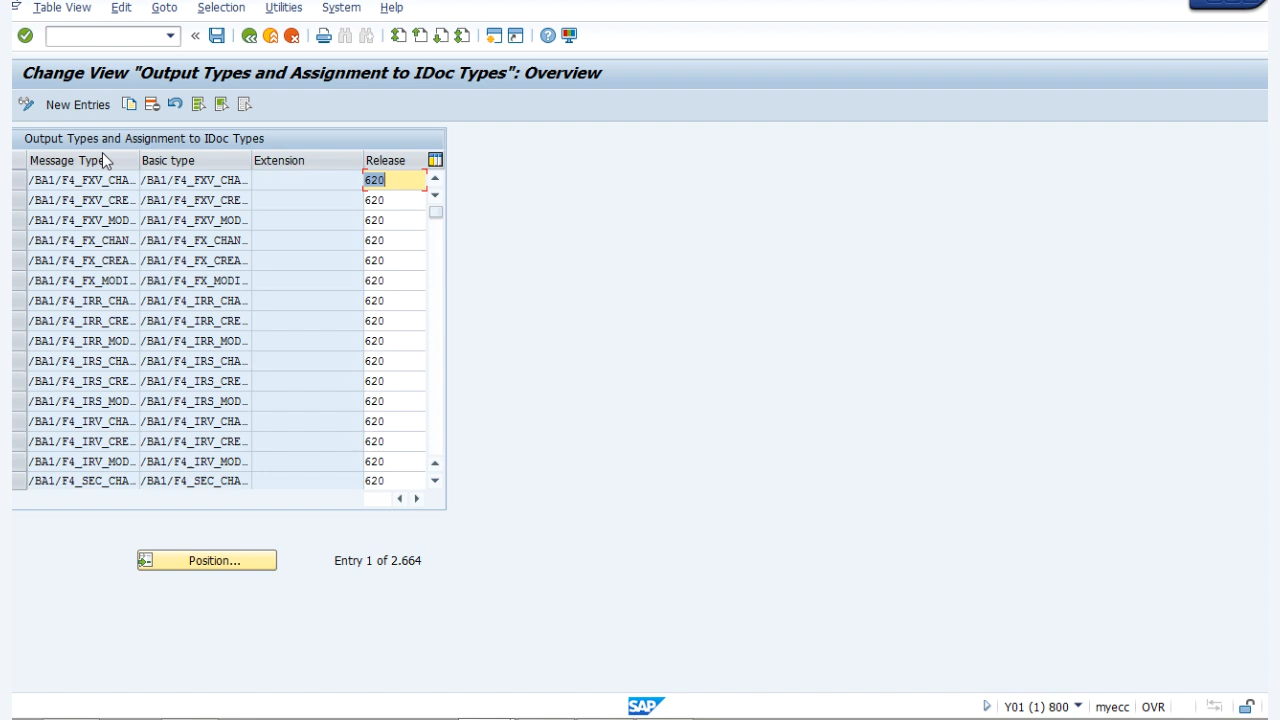 Table View Edit Goto Selection Utilities System Help
Change View "Output Types and Assignment to IDoc Types": Overview
New Entries
Output Types and Assignment to IDoc Types
Message Type Basic type Extension Release
/BA1/F4_FXV_CHA… /BA1/F4_FXV_CHA… 620
/BA1/F4_FXV_CRE… /BA1/F4_FXV_CRE… 620
/BA1/F4_FXV_MOD… /BA1/F4_FXV_MOD… 620
/BA1/F4_FX_CHAN… /BA1/F4_FX_CHAN… 620
/BA1/F4_FX_CREA… /BA1/F4_FX_CREA… 620
/BA1/F4_FX_MODI… /BA1/F4_FX_MODI… 620
/BA1/F4_IRR_CHA… /BA1/F4_IRR_CHA… 620
/BA1/F4_IRR_CRE… /BA1/F4_IRR_CRE… 620
/BA1/F4_IRR_MOD… /BA1/F4_IRR_MOD… 620
/BA1/F4_IRS_CHA… /BA1/F4_IRS_CHA… 620
/BA1/F4_IRS_CRE… /BA1/F4_IRS_CRE… 620
/BA1/F4_IRS_MOD… /BA1/F4_IRS_MOD… 620
/BA1/F4_IRV_CHA… /BA1/F4_IRV_CHA… 620
/BA1/F4_IRV_CRE… /BA1/F4_IRV_CRE… 620
/BA1/F4_IRV_MOD… /BA1/F4_IRV_MOD… 620
/BA1/F4_SEC_CHA… /BA1/F4_SEC_CHA… 620
Position... Entry 1 of 2.664
SAP Y01 (1) 800 myecc OVR